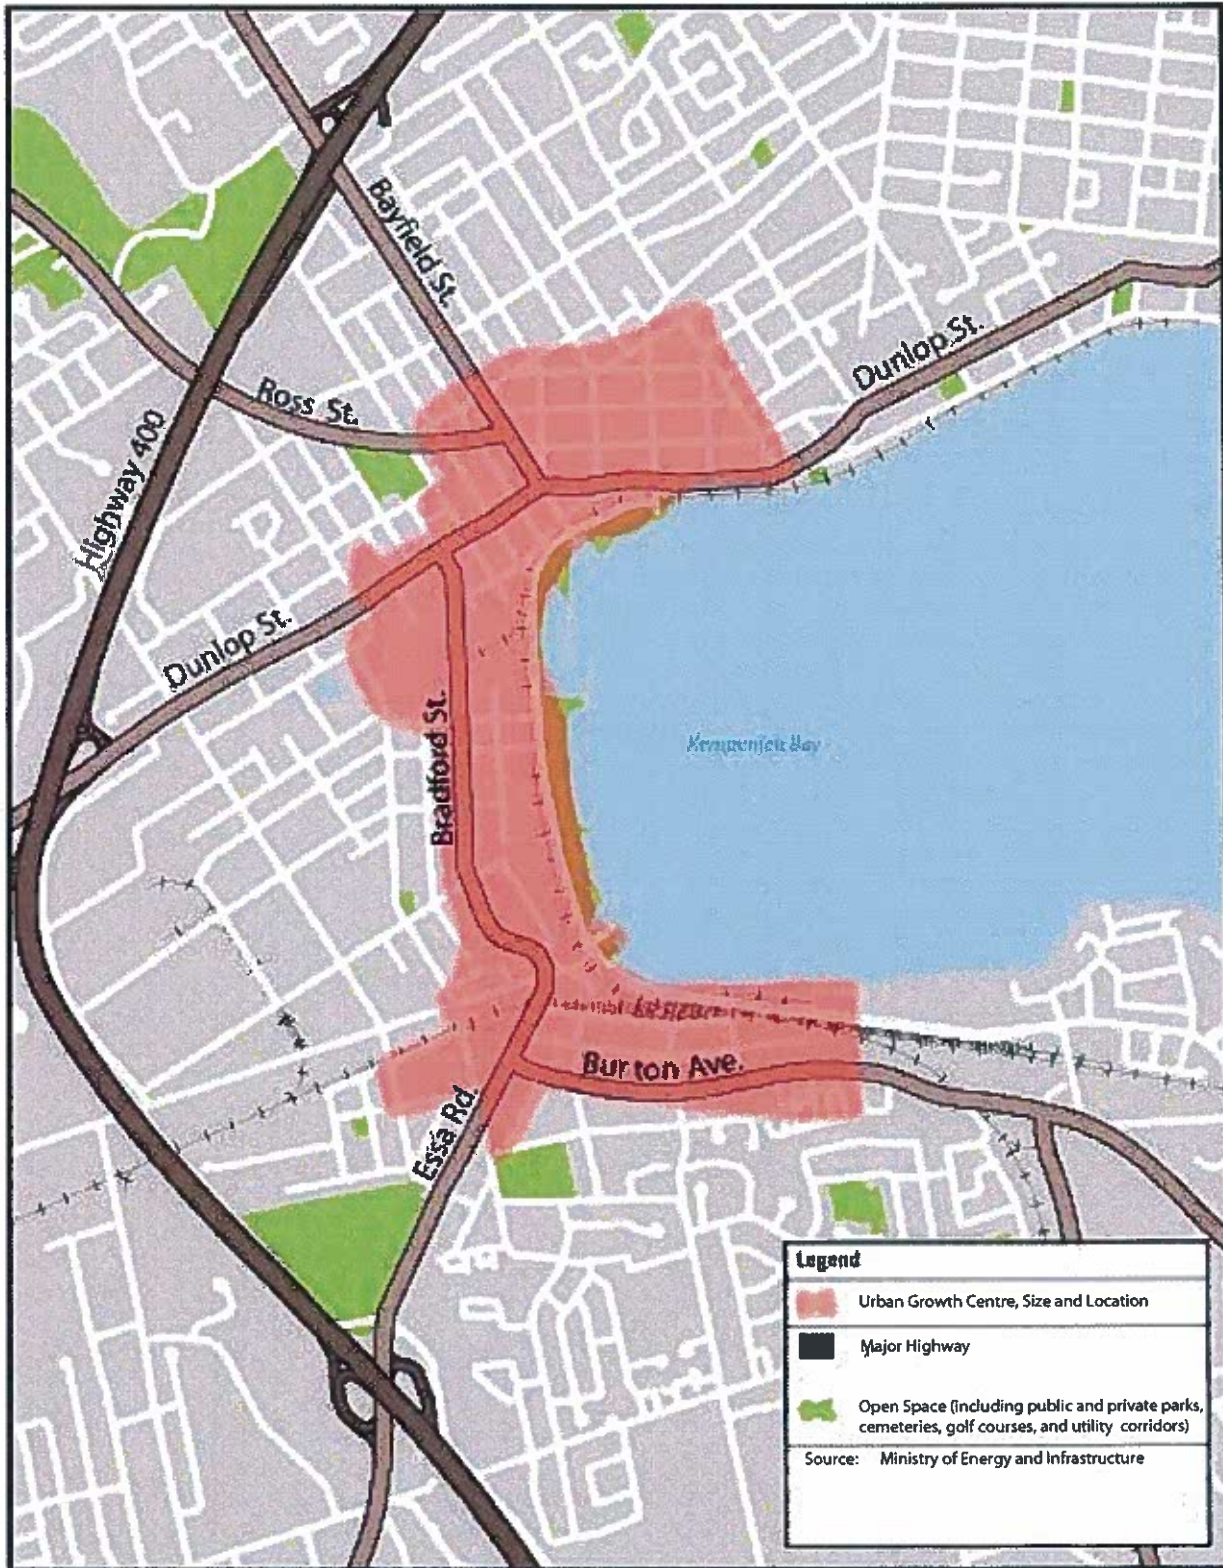 Bayfield St.
Dunlop St.
Ross St.
Highway 400
Dunlop St.
Bradford St.
Kempenfelt Bay
Burton Ave.
Essa Rd.
Legend
Urban Growth Centre, Size and Location
Major Highway
Open Space (including public and private parks,
cemeteries, golf courses, and utility corridors)
Source: Ministry of Energy and Infrastructure